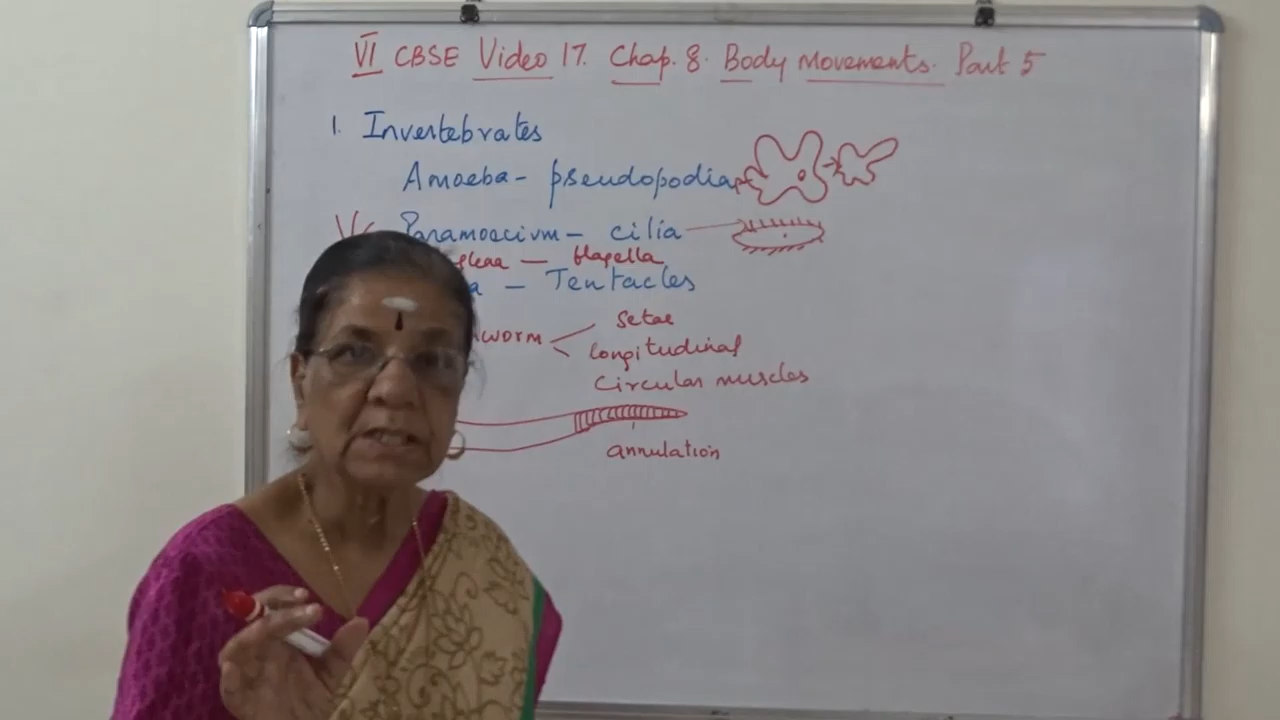 VI CBSE Video 17. Chap. 8. Body Movements. Part 5
1. Invertebrates
Amoeba - pseudopodia
Paramoecium - cilia
— flagella
— Tentacles
Setae
longitudinal
circular muscles
annulation